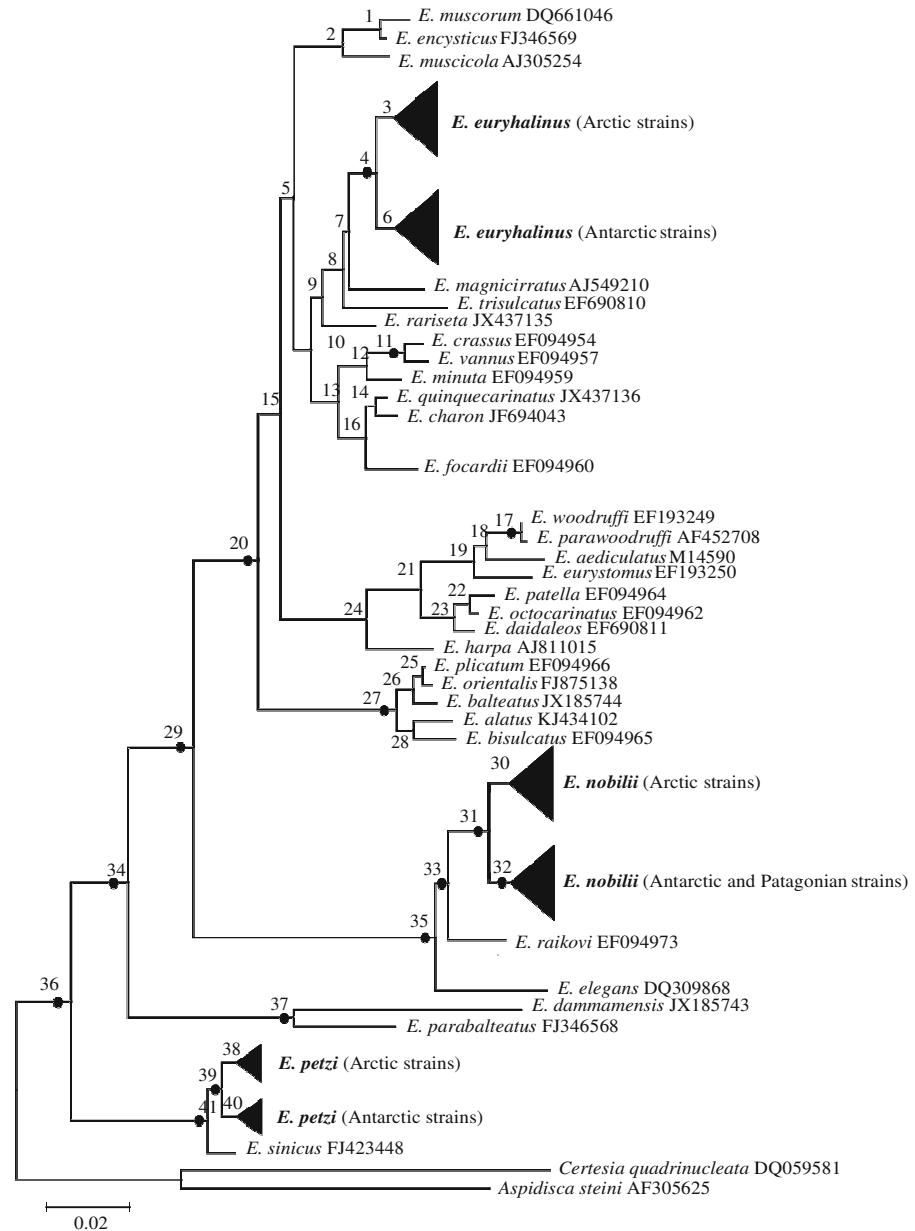 1
E. muscorum DQ661046
2
E. encysticus FJ346569
E. muscicola AJ305254
3
E. euryhalinus (Arctic strains)
4
5
6
E. euryhalinus (Antarctic strains)
7
8
9
E. magnicirratus AJ549210
E. trisulcatus EF690810
E. rariseta JX437135
10
11
E. crassus EF094954
12
E. vannus EF094957
E. minuta EF094959
13
14
E. quinquecarinatus JX437136
15
E. charon JF694043
16
E. focardii EF094960
17
E. woodruffi EF193249
18
E. parawoodruffi AF452708
20
19
E. aediculatus M14590
21
E. eurystomus EF193250
22
E. patella EF094964
24
23
E. octocarinatus EF094962
E. daidaleos EF690811
E. harpa AJ811015
25
E. plicatum EF094966
26
E. orientalis FJ875138
27
E. balteatus JX185744
E. alatus KJ434102
29
28
E. bisulcatus EF094965
30
E. nobilii (Arctic strains)
31
34
33
32
E. nobilii (Antarctic and Patagonian strains)
35
E. raikovi EF094973
36
E. elegans DQ309868
37
E. dammamensis JX185743
E. parabalteatus FJ346568
38
E. petzi (Arctic strains)
39
41
40
E. petzi (Antarctic strains)
E. sinicus FJ423448
Certesia quadrinucleata DQ059581
Aspidisca steini AF305625
0.02